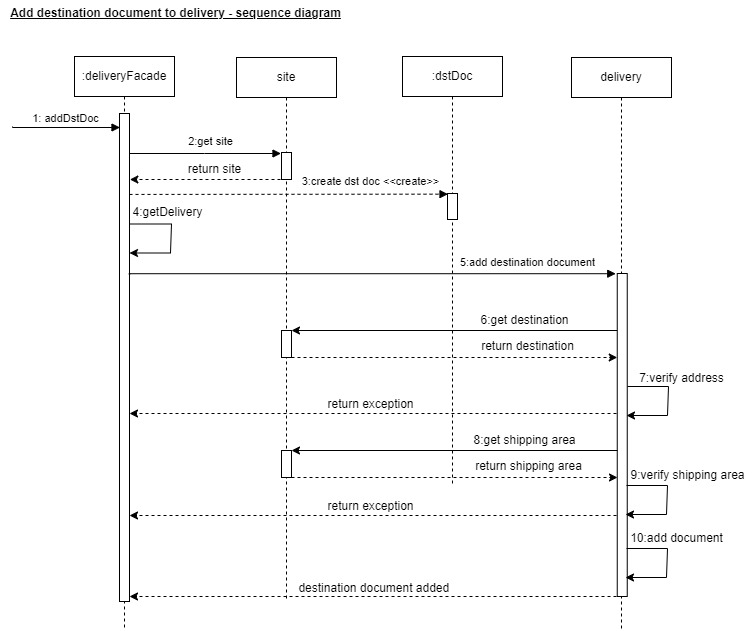 Add destination document to delivery - sequence diagram
:deliveryFacade
site
:dstDoc
delivery
1: addDstDoc
2:get site
return site
3:create dst doc <<create>>
4:getDelivery
5:add destination document
6:get destination
return destination
7:verify address
return exception
8:get shipping area
return shipping area
9:verify shipping area
return exception
10:add document
destination document added